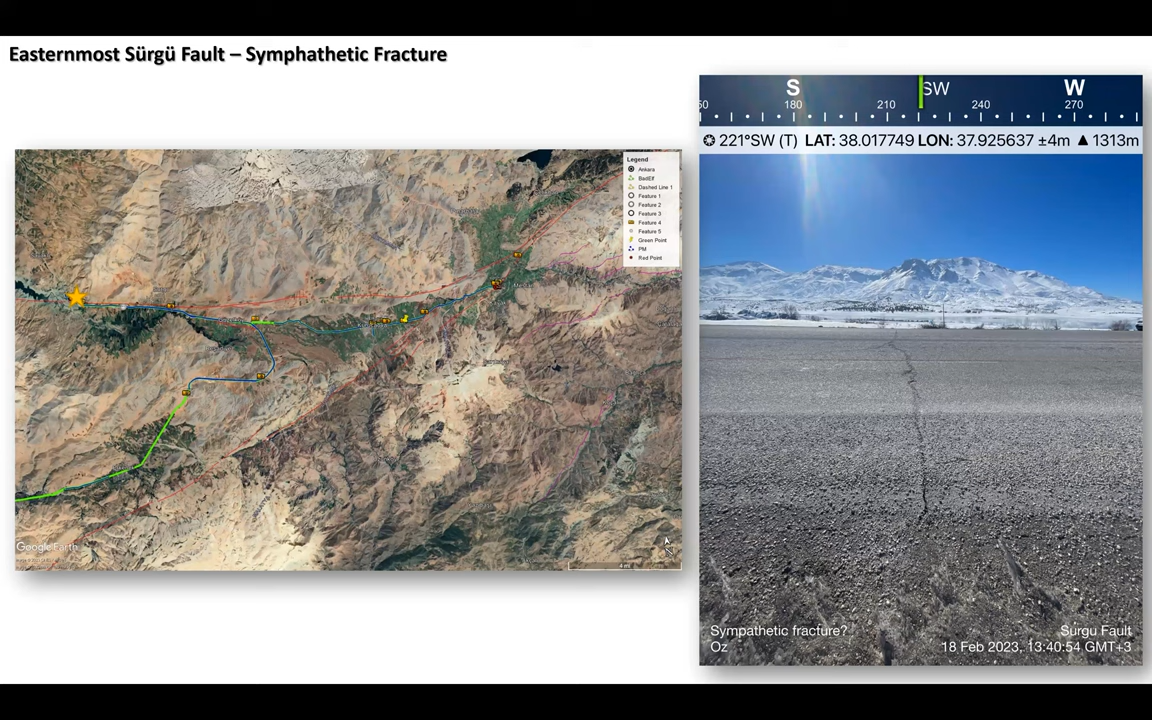 Easternmost Sürgü Fault – Symphathetic Fracture
S SW W
180 210 240 270
221°SW (T) LAT: 38.017749 LON: 37.925637 ±4m ▲ 1313m
Legend
Ankara
BadElf
Dashed Line 1
Feature 1
Feature 2
Feature 3
Feature 4
Feature 5
Green Point
PM
Red Point
Google Earth
Sympathetic fracture?
Oz
Surgu Fault
18 Feb 2023, 13:40:54 GMT+3